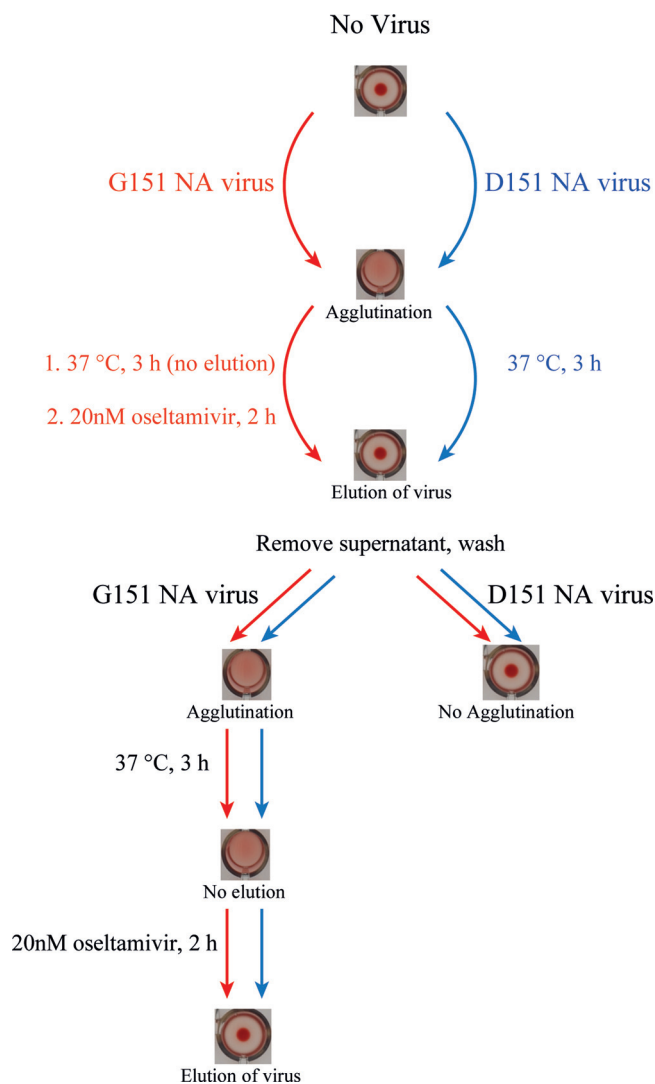 No Virus
G151 NA virus
D151 NA virus
Agglutination
1. 37 °C, 3 h (no elution)
37 °C, 3 h
2. 20nM oseltamivir, 2 h
Elution of virus
Remove supernatant, wash
G151 NA virus
D151 NA virus
Agglutination
No Agglutination
37 °C, 3 h
No elution
20nM oseltamivir, 2 h
Elution of virus